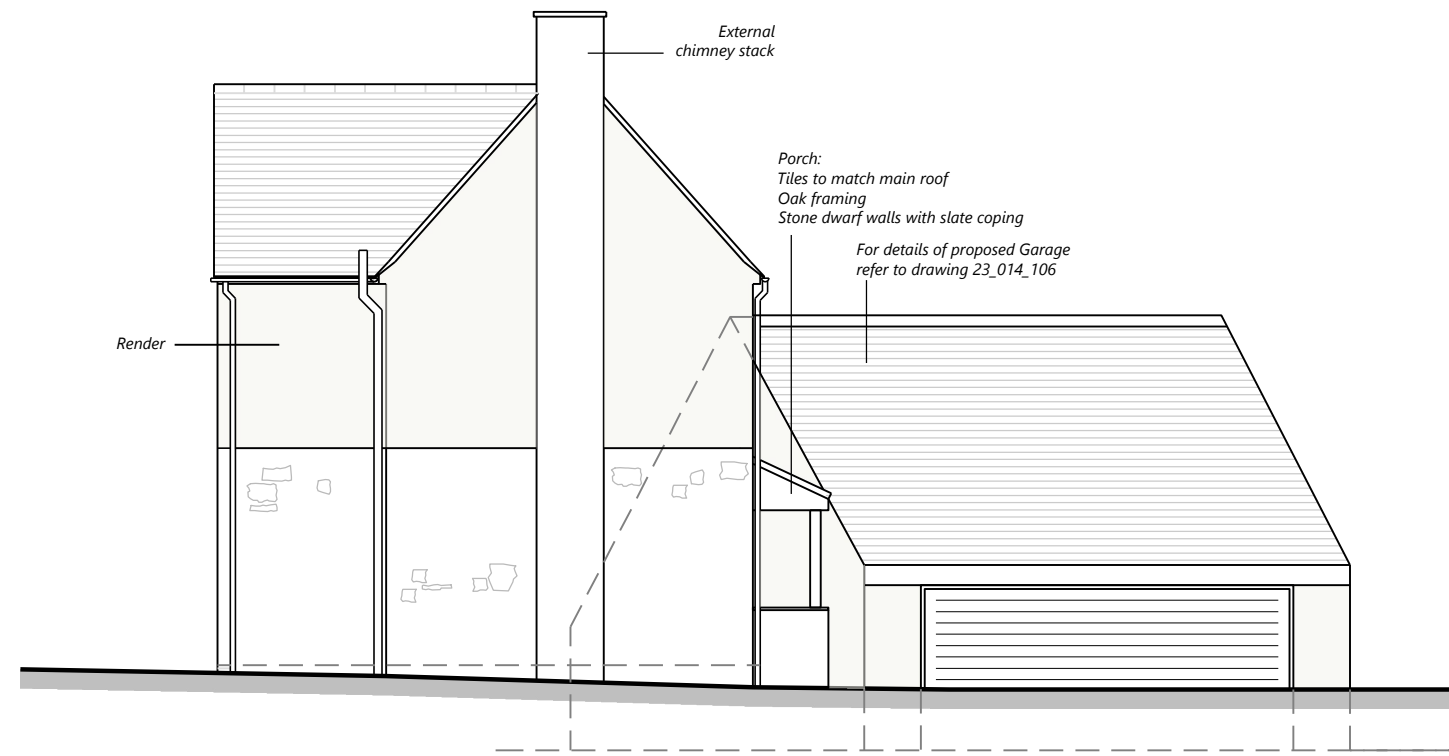 External
chimney stack
Porch:
Tiles to match main roof
Oak framing
Stone dwarf walls with slate coping
For details of proposed Garage
refer to drawing 23_014_106
Render